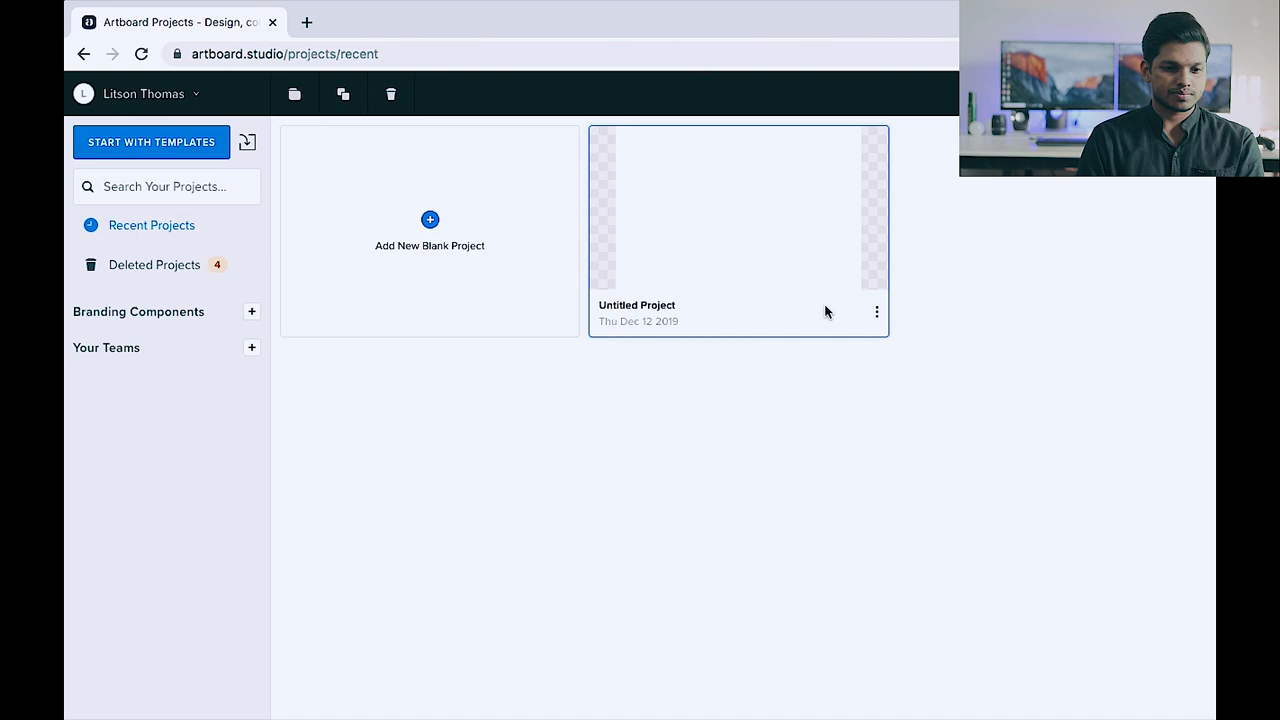 Artboard Projects - Design, co
artboard.studio/projects/recent
L
Litson Thomas
START WITH TEMPLATES
Search Your Projects...
Recent Projects
Deleted Projects 4
Branding Components
Your Teams
Add New Blank Project
Untitled Project
Thu Dec 12 2019